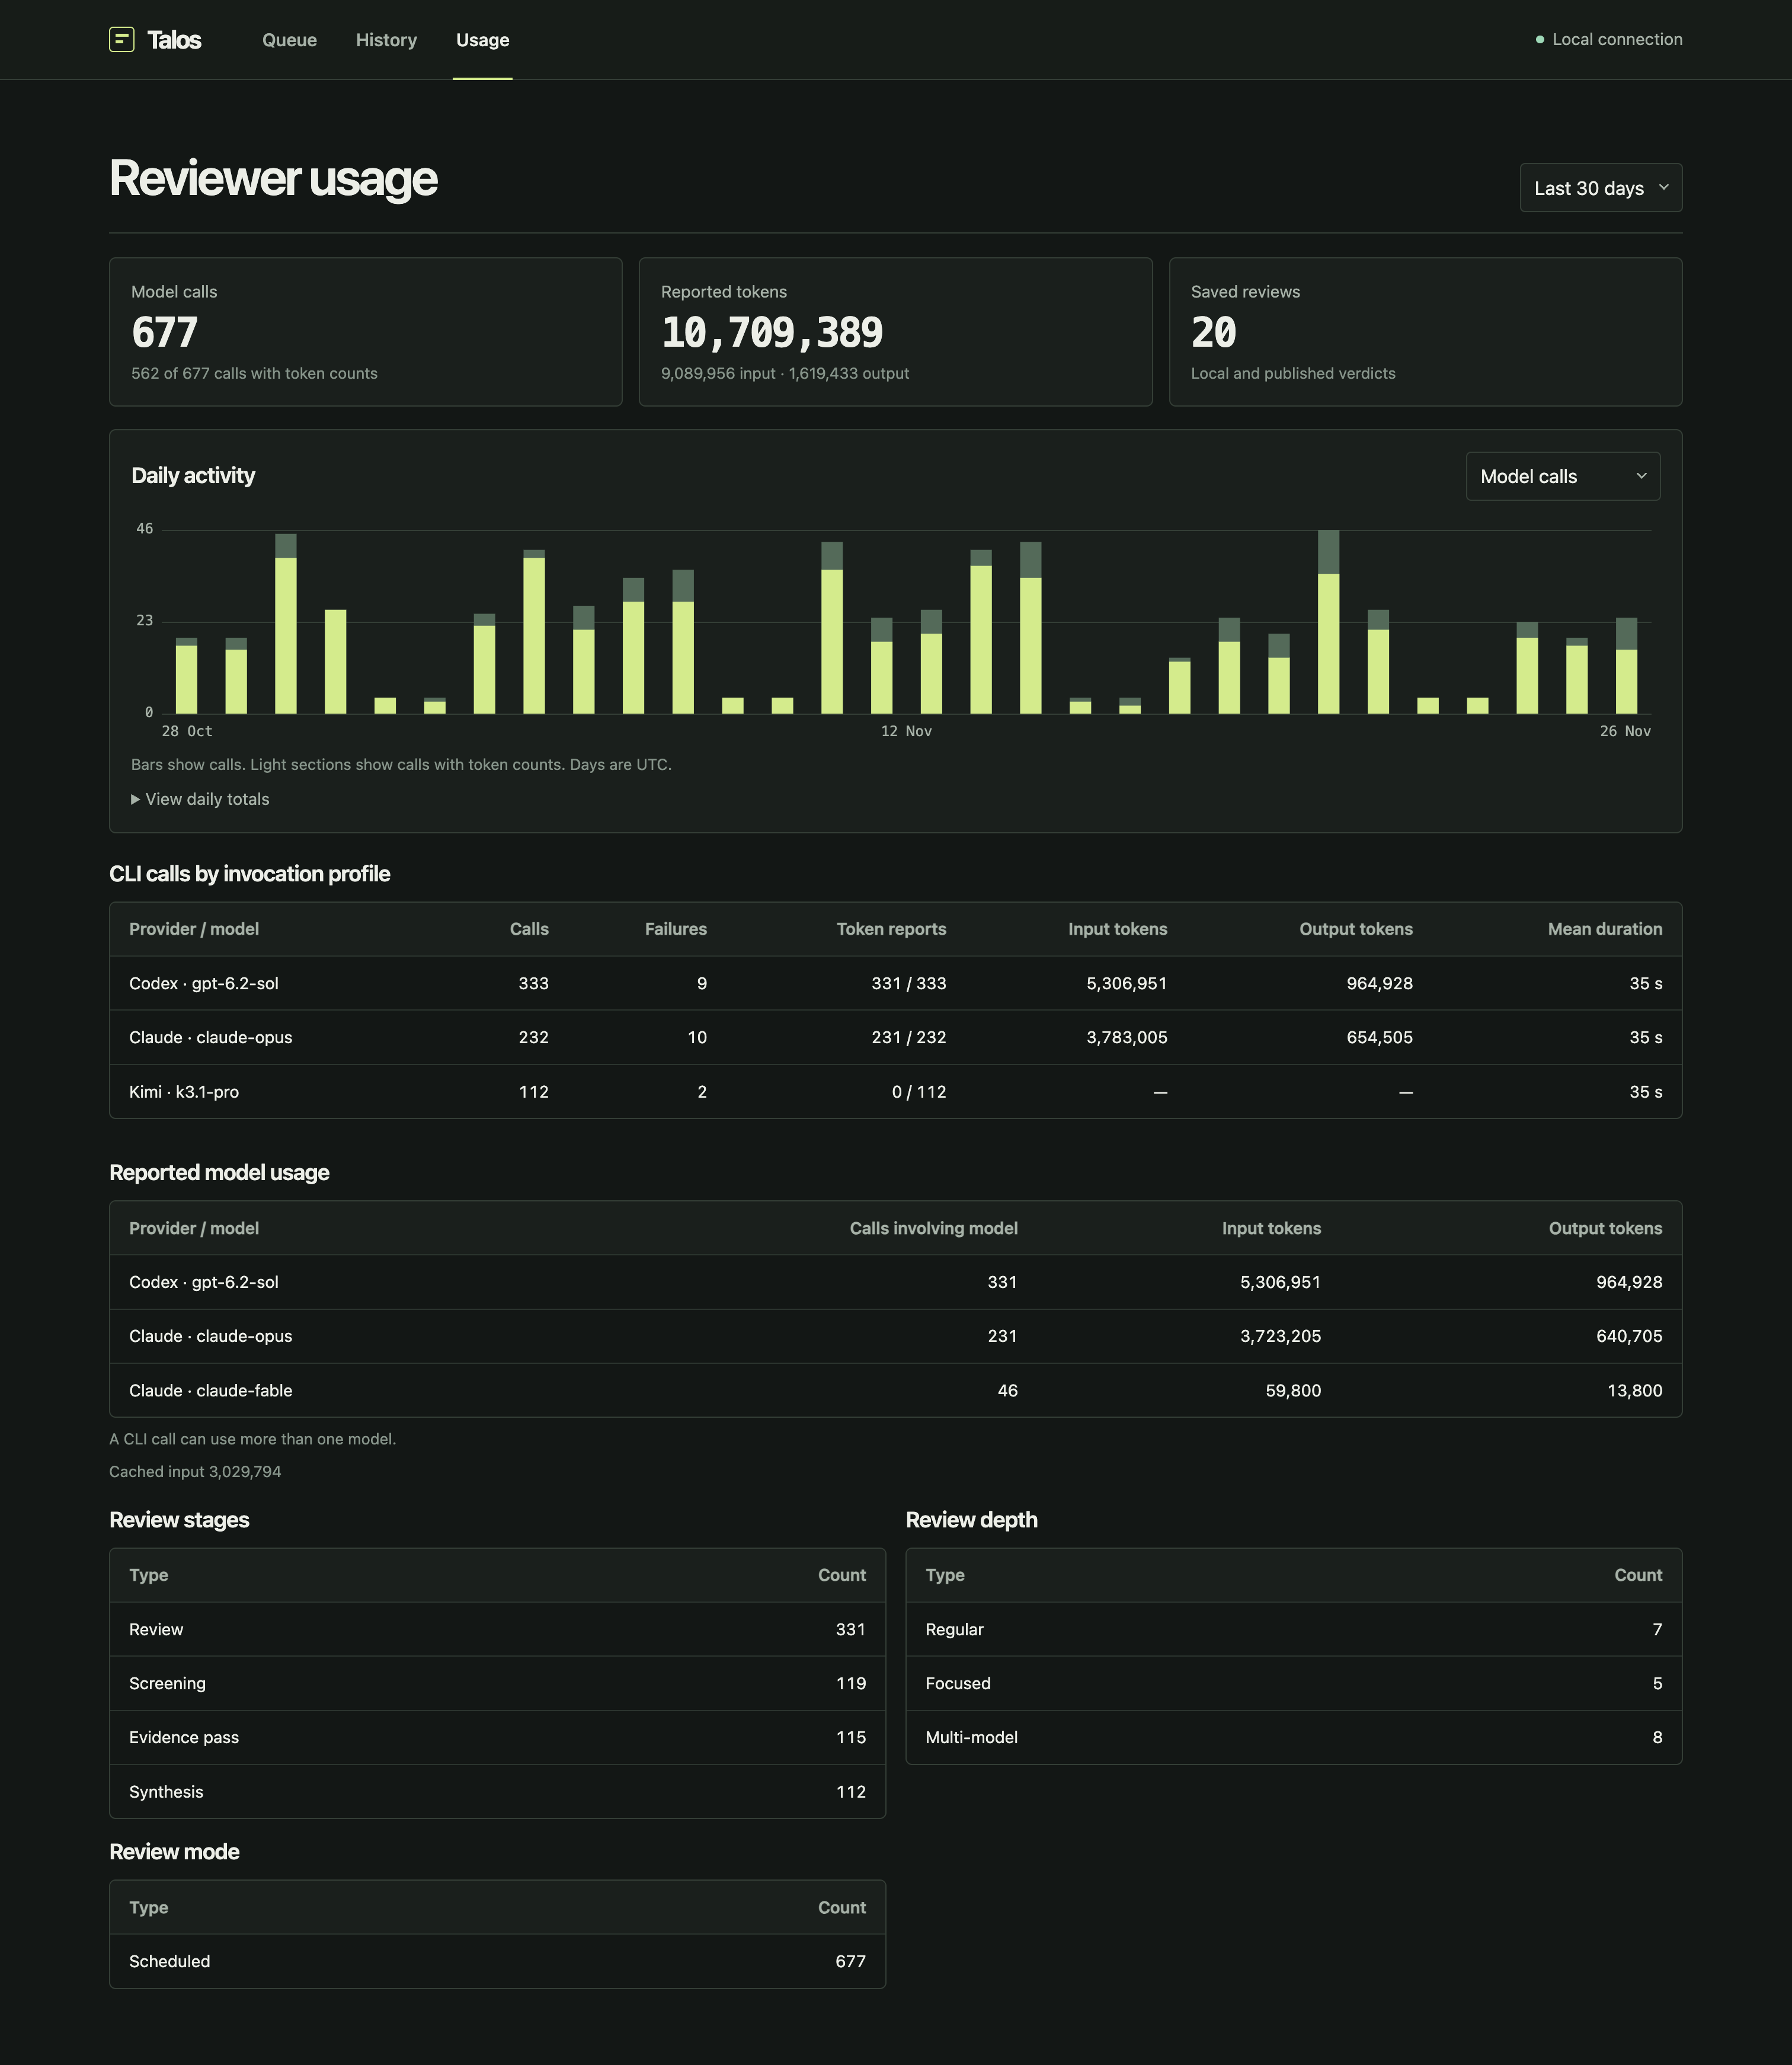 Talos Queue History Usage Local connection
Reviewer usage
Last 30 days
Model calls
677
562 of 677 calls with token counts
Reported tokens
10,709,389
9,089,956 input · 1,619,433 output
Saved reviews
20
Local and published verdicts
Daily activity
Model calls
46
23
0
28 Oct 12 Nov 26 Nov
Bars show calls. Light sections show calls with token counts. Days are UTC.
View daily totals
CLI calls by invocation profile
Provider / model Calls Failures Token reports Input tokens Output tokens Mean duration
Codex · gpt-6.2-sol 333 9 331 / 333 5,306,951 964,928 35 s
Claude · claude-opus 232 10 231 / 232 3,783,005 654,505 35 s
Kimi · k3.1-pro 112 2 0 / 112 — — 35 s
Reported model usage
Provider / model Calls involving model Input tokens Output tokens
Codex · gpt-6.2-sol 331 5,306,951 964,928
Claude · claude-opus 231 3,723,205 640,705
Claude · claude-fable 46 59,800 13,800
A CLI call can use more than one model.
Cached input 3,029,794
Review stages
Type Count
Review 331
Screening 119
Evidence pass 115
Synthesis 112
Review depth
Type Count
Regular 7
Focused 5
Multi-model 8
Review mode
Type Count
Scheduled 677